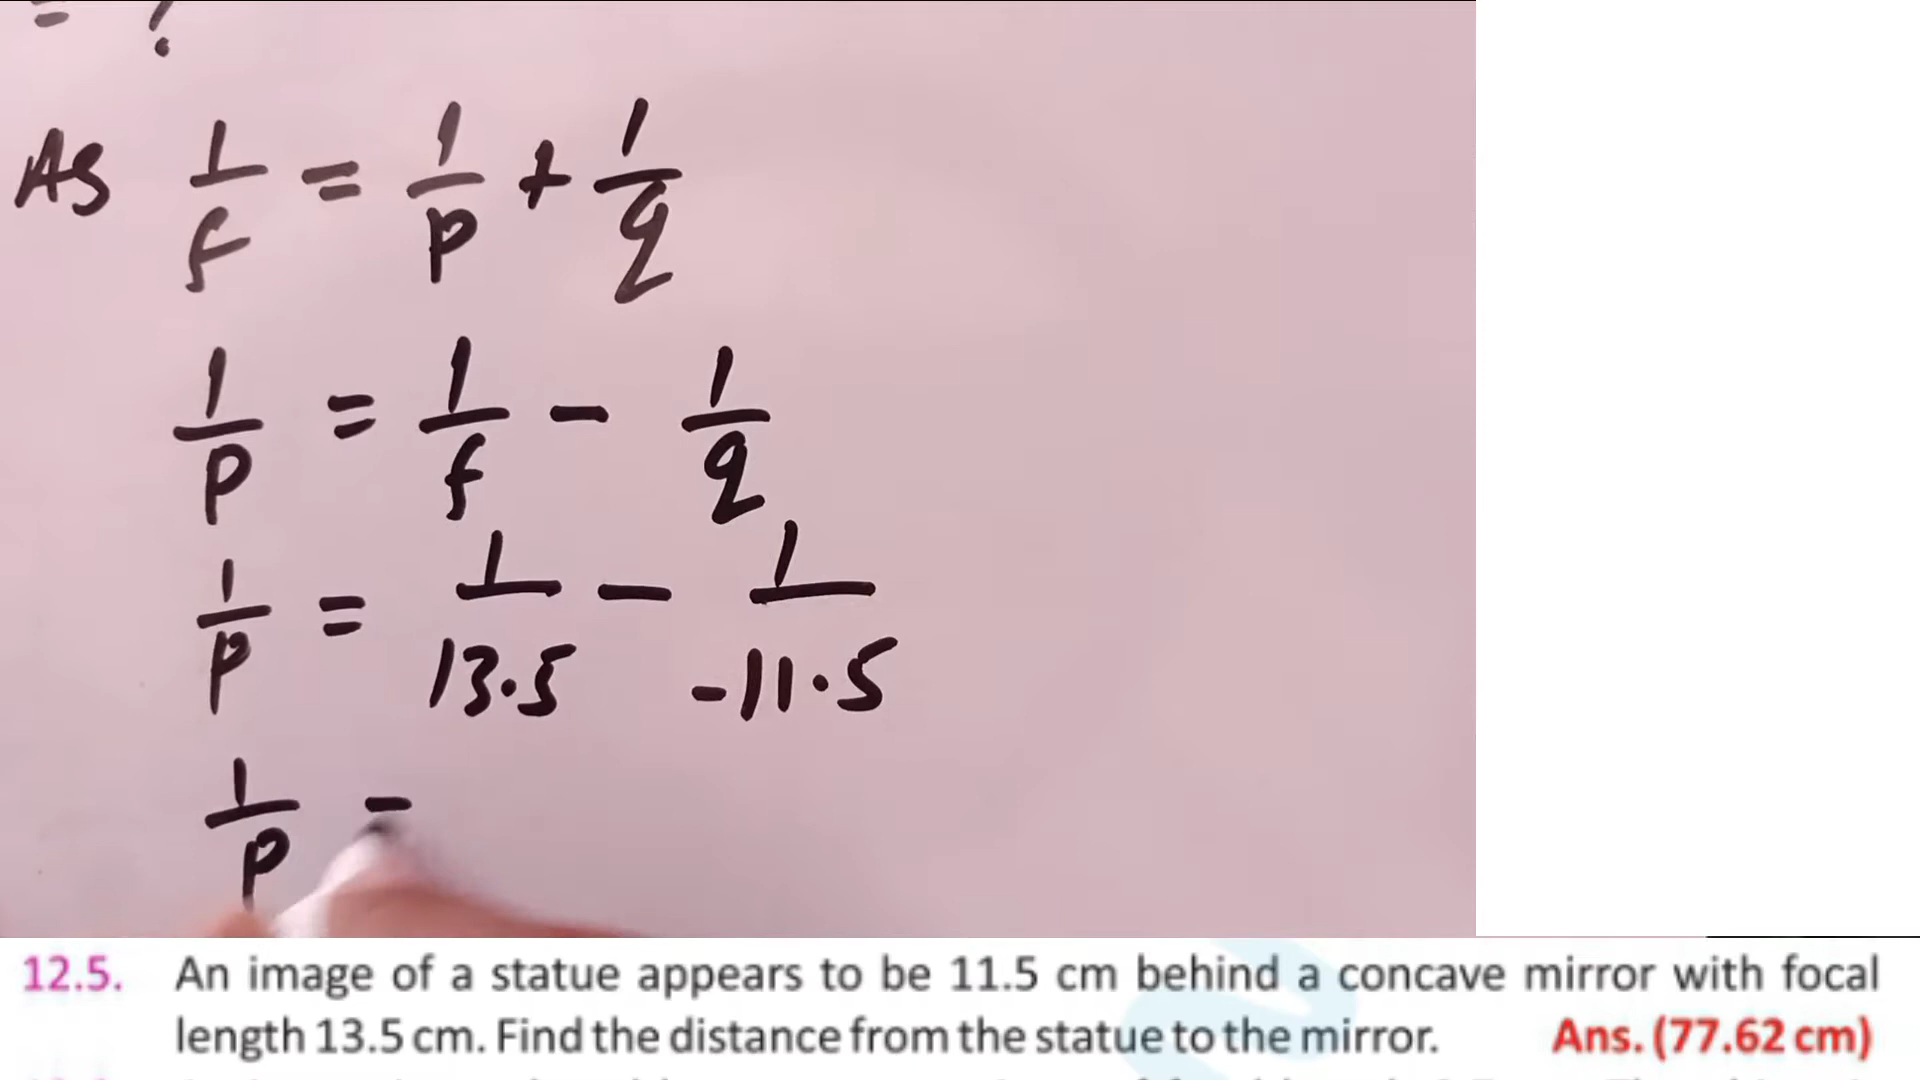 = ?
As 1/f = 1/p + 1/q
1/p = 1/f - 1/q
1/p = 1/13.5 - 1/-11.5
1/p =
12.5. An image of a statue appears to be 11.5 cm behind a concave mirror with focal
length 13.5 cm. Find the distance from the statue to the mirror. Ans. (77.62 cm)